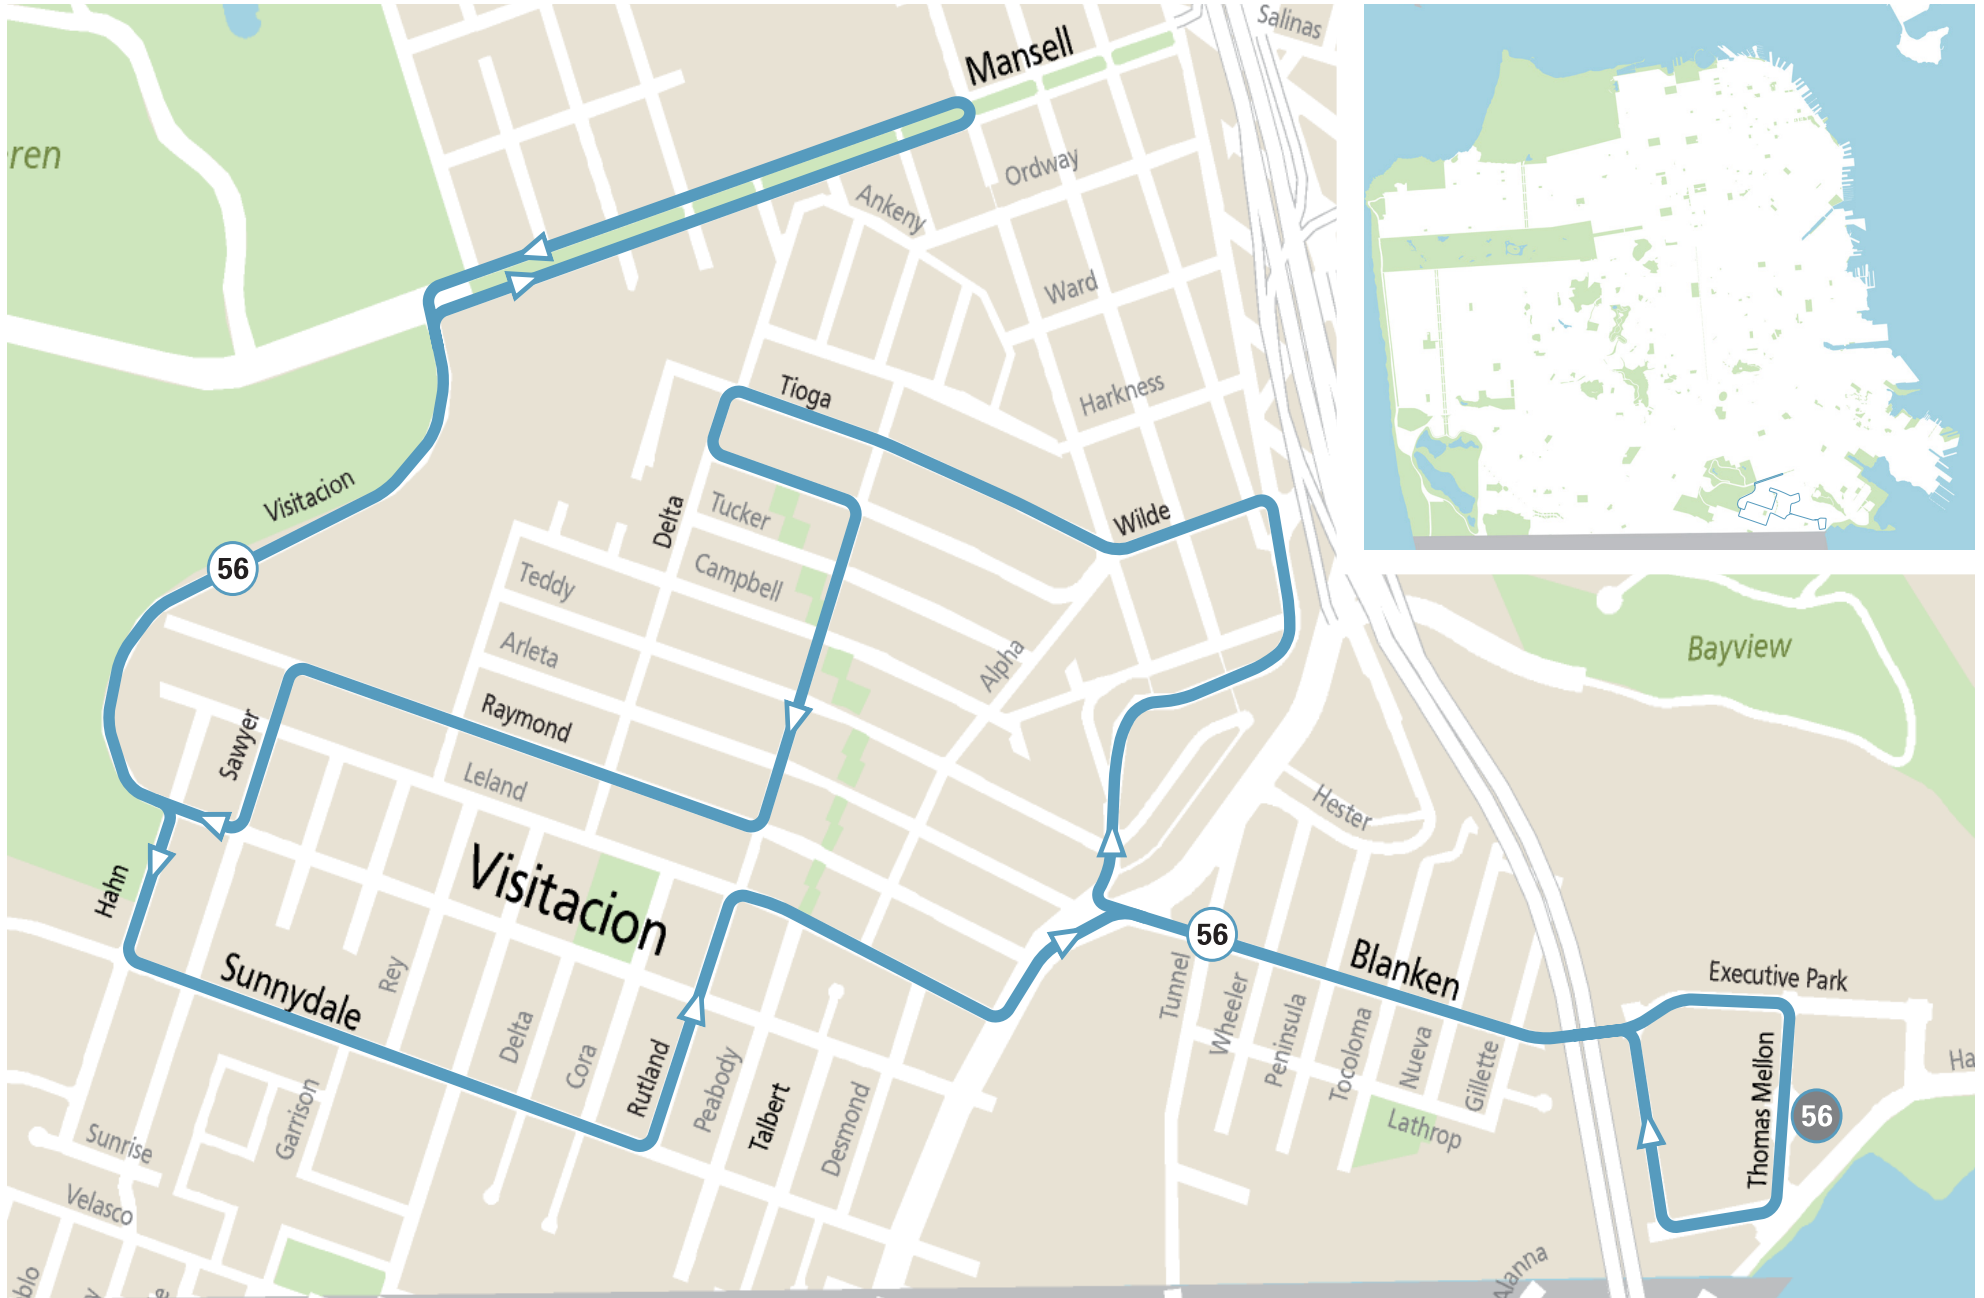 Salinas
Mansell
ren
Ordway
Ankeny
Ward
Tioga
Harkness
Visitacion
Delta
Tucker
Wilde
56
Teddy
Campbell
Arleta
Alpha
Bayview
Sawyer
Raymond
Leland
Hester
Visitacion
Hahn
56
Sunnydale
Rey
Blanken
Executive Park
Tunnel
Wheeler
Peninsula
Tocoloma
Nueva
Gillette
Delta
Cora
Rutland
Peabody
Talbert
Desmond
Thomas Mellon
Ha
56
Garrison
Sunrise
Lathrop
Velasco
Alanna
blo
y
e